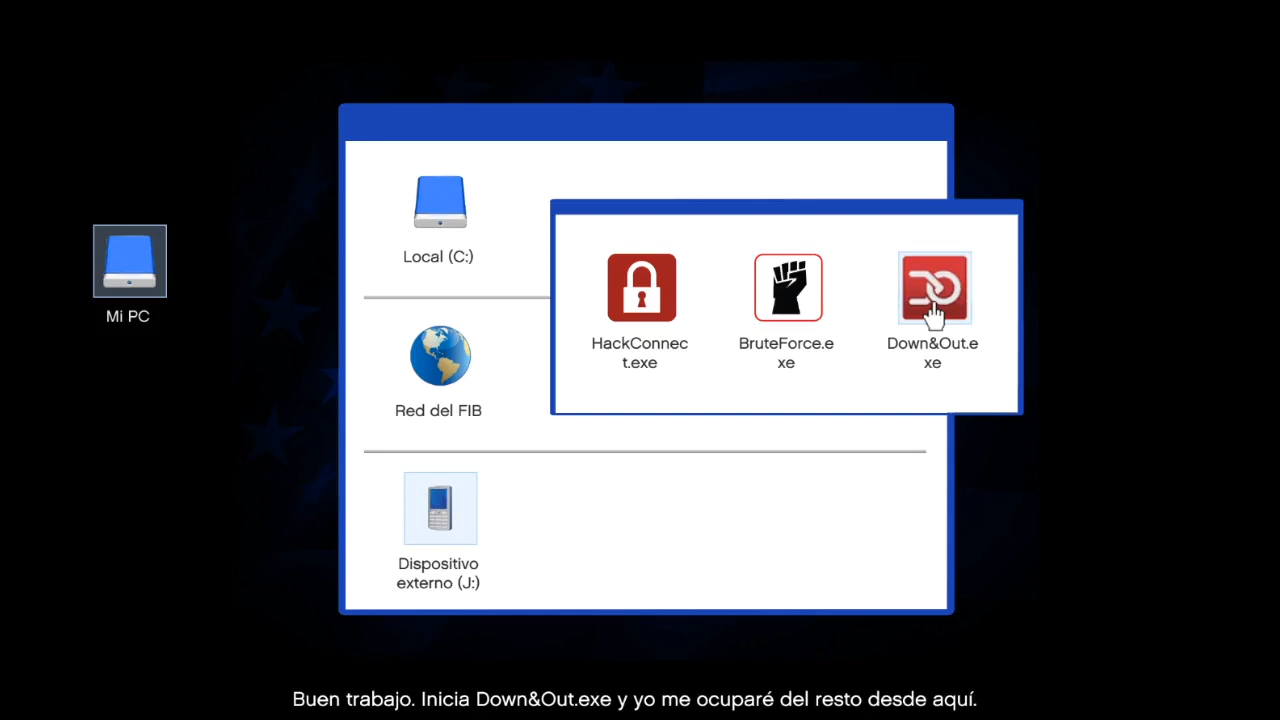 Local (C:)
Mi PC
HackConnec
t.exe
BruteForce.e
xe
Down&Out.e
xe
Red del FIB
Dispositivo
externo (J:)
Buen trabajo. Inicia Down&Out.exe y yo me ocuparé del resto desde aquí.